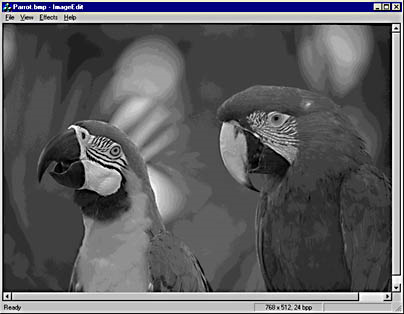 Parrot.bmp - ImageEdit
File View Effects Help
Ready
768 x 512, 24 bpp